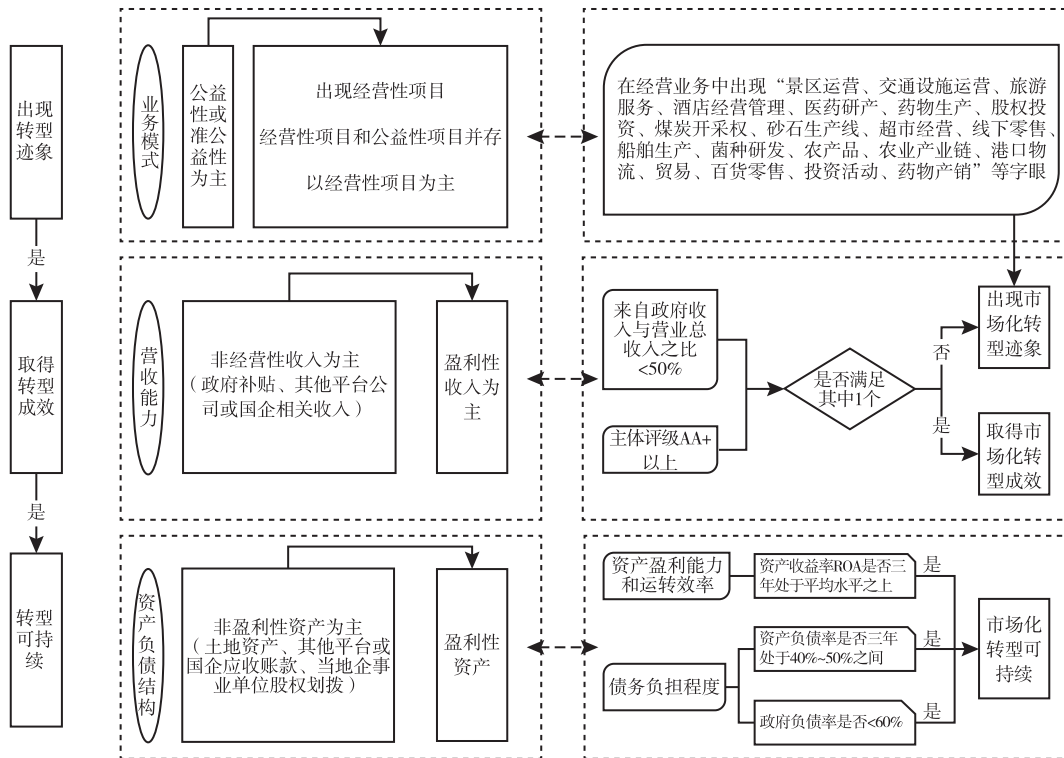 出现
转型
迹象
是
取得
转型
成效
是
转型
可持
续
业务模式
公益
性或
准公
益性
为主
出现经营性项目
经营性项目和公益性项目并存
以经营性项目为主
在经营业务中出现“景区运营、交通设施运营、旅游
服务、酒店经营管理、医药研产、药物生产、股权投
资、煤炭开采权、砂石生产线、超市经营、线下零售、
船舶生产、菌种研发、农产品、农业产业链、港口物
流、贸易、百货零售、投资活动、药物产销”等字眼
营收能力
非经营性收入为主
（政府补贴、其他平台公
司或国企相关收入）
盈利性
收入为
主
来自政府收
入与营业总
收入之比
<50%
主体评级AA+
以上
是否满足
其中1个
否
是
出现市
场化转
型迹象
取得市
场化转
型成效
资产负债结构
非盈利性资产为主
（土地资产、其他平台或
国企应收账款、当地企事
业单位股权划拨）
盈利性
资产
资产盈利能力
和运转效率
债务负担程度
资产收益率ROA是否三
年处于平均水平之上
是
资产负债率是否三年
处于40%~50%之间
是
政府负债率是否<60%
是
市场化
转型可
持续